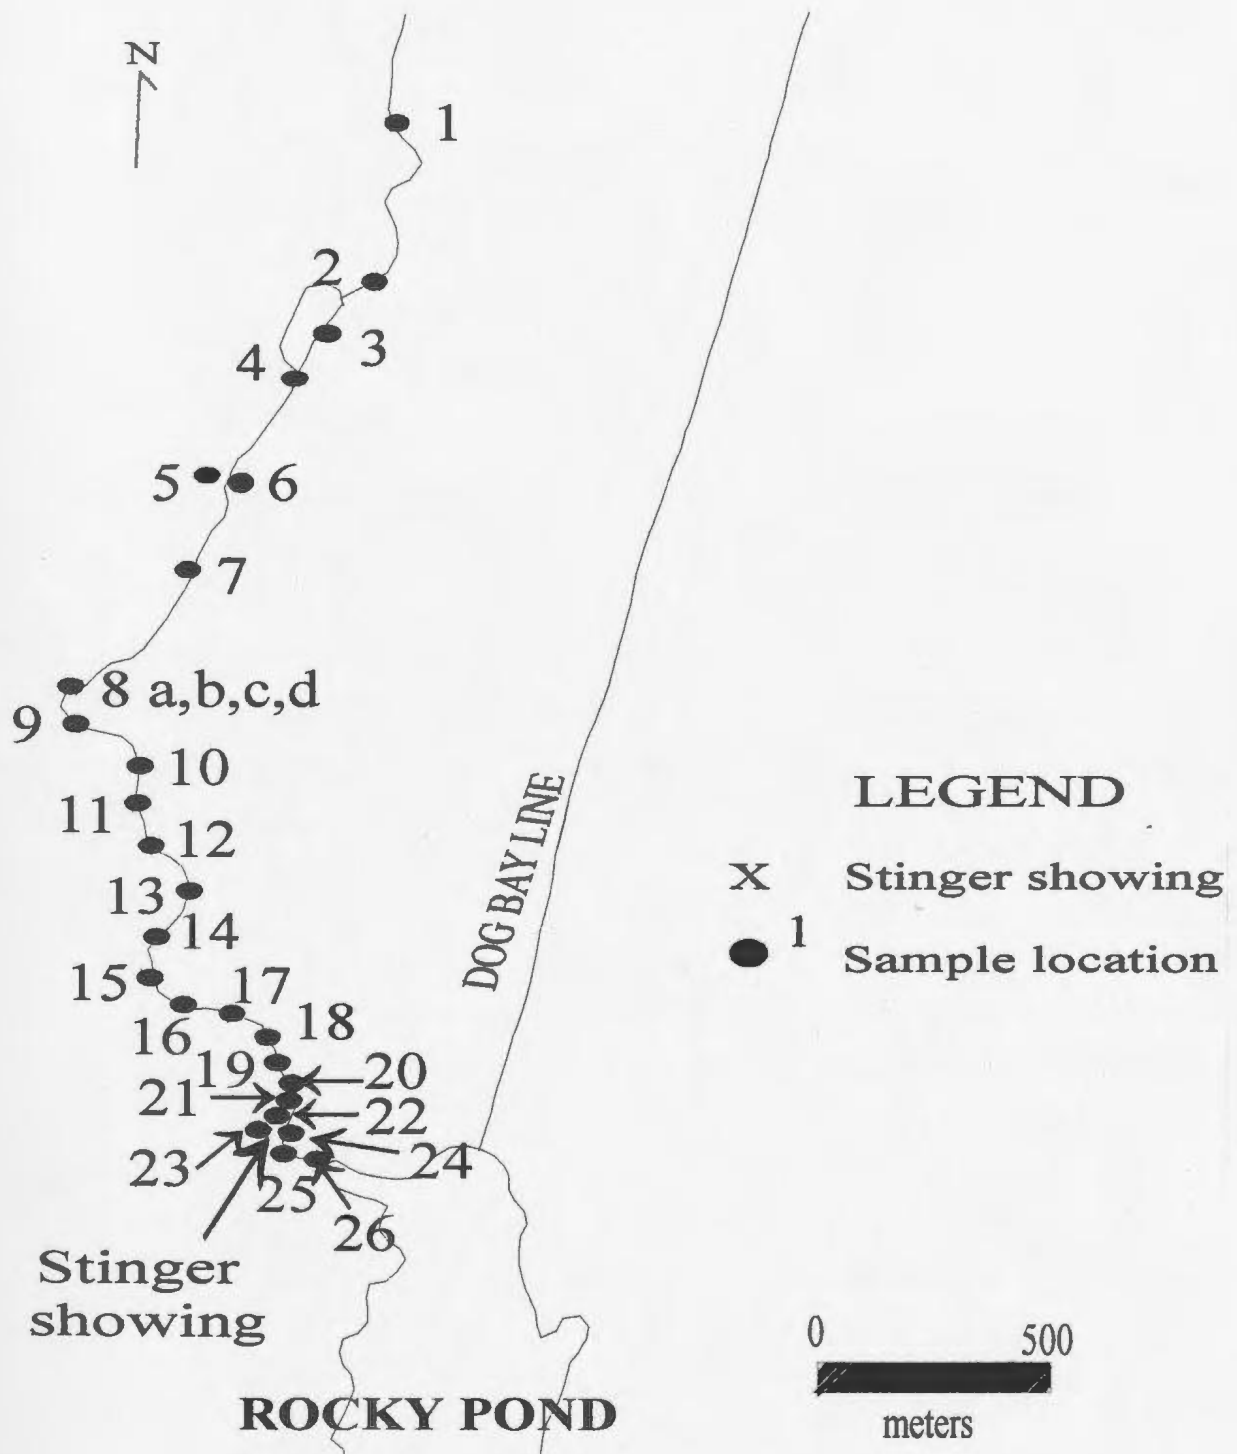 N
1
2
3
4
5
6
7
8 a,b,c,d
9
10
11
12
13
14
15
16
17
18
19
20
21
22
23
24
25
26
Stinger
showing
DOG BAY LINE
ROCKY POND
LEGEND
X Stinger showing
1 Sample location
0 500
meters